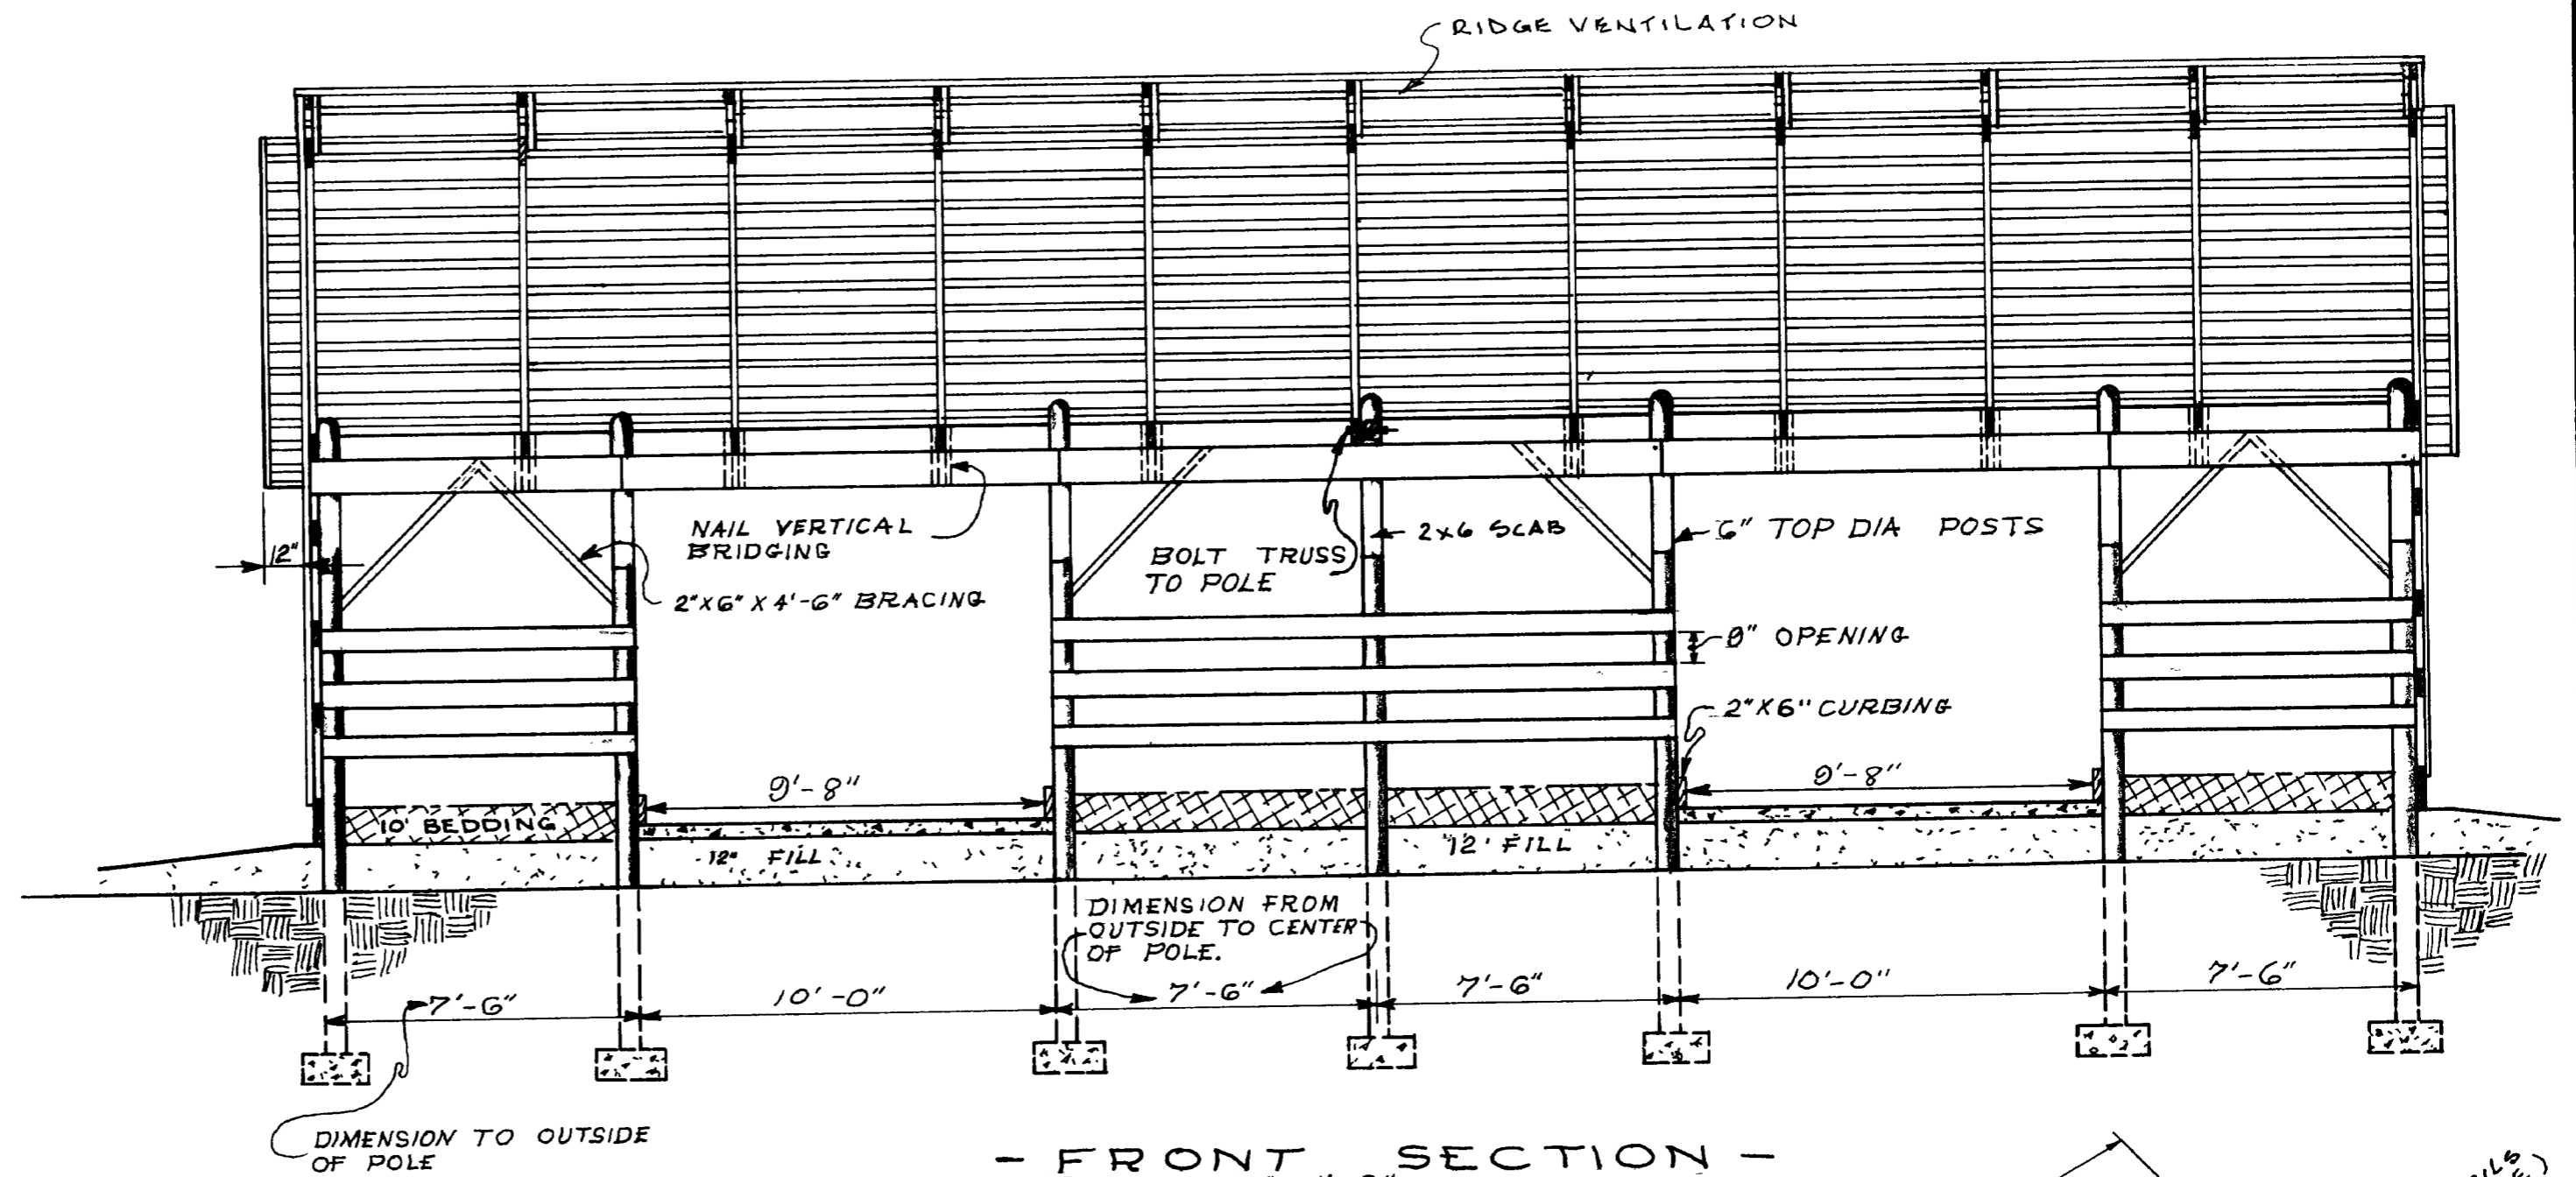 RIDGE VENTILATION
NAIL VERTICAL
BRIDGING
2"X6"X4'-6" BRACING
12"
BOLT TRUSS
TO POLE
2x6 SCAB
6" TOP DIA POSTS
8" OPENING
2"X6" CURBING
9'-8"
9'-8"
10" BEDDING
12" FILL
12" FILL
DIMENSION FROM
OUTSIDE TO CENTER
OF POLE.
7'-6"
10'-0"
7'-6"
7'-6"
10'-0"
7'-6"
DIMENSION TO OUTSIDE
OF POLE
- FRONT SECTION -